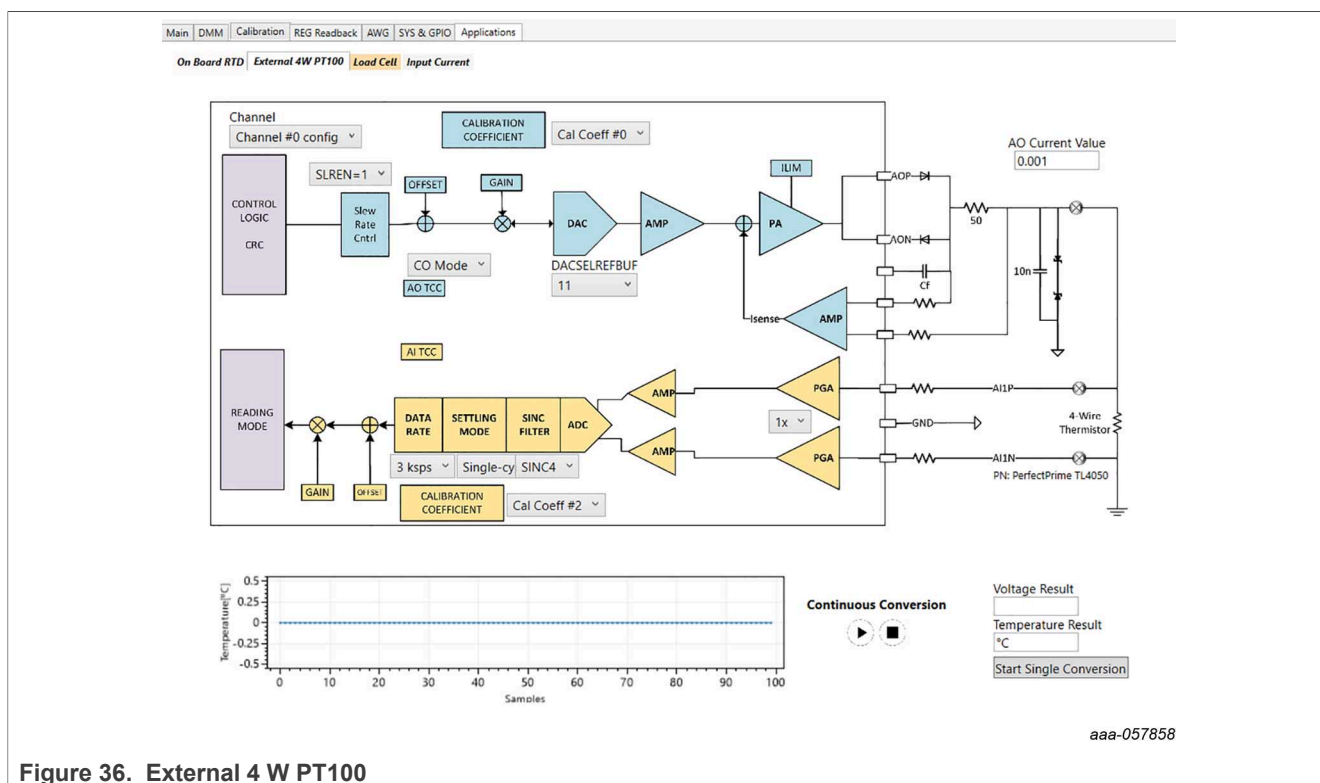 Main DMM Calibration REG Readback AWG SYS & GPIO Applications
On Board RTD External 4W PT100 Load Cell Input Current
Channel
Channel #0 config
CALIBRATION
COEFFICIENT
Cal Coeff #0
AO Current Value
0.001
SLREN=1
OFFSET
GAIN
ILIM
CONTROL
LOGIC
CRC
Slew
Rate
Cntrl
DAC
AMP
PA
AOP
AON
50
CO Mode
AO TCC
DACSELREFBUF
11
Cf
10n
Isense
AMP
AI TCC
READING
MODE
DATA
RATE
SETTLING
MODE
SINC
FILTER
ADC
AMP
AMP
PGA
PGA
1x
AI1P
GND
AI1N
4-Wire
Thermistor
PN: PerfectPrime TL4050
3 ksps Single-cy SINC4
GAIN
OFFSET
CALIBRATION
COEFFICIENT
Cal Coeff #2
Temperature[°C]
0.5
0.25
0
-0.25
-0.5
0 10 20 30 40 50 60 70 80 90 100
Samples
Continuous Conversion
Voltage Result
Temperature Result
°C
Start Single Conversion
aaa-057858
Figure 36. External 4 W PT100